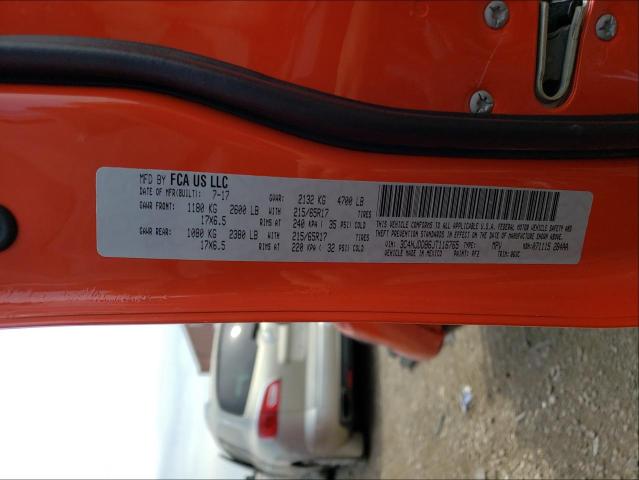 MFD BY FCA US LLC
DATE OF MFR(BUILT): 7-17 GVWR: 2132 KG 4700 LB
GAWR FRONT: 1180 KG 2600 LB WITH 215/65R17 TIRES
17X6.5 RIMS AT 240 KPA ( 35 PSI) COLD
GAWR REAR: 1080 KG 2380 LB WITH 215/65R17 TIRES
17X6.5 RIMS AT 220 KPA ( 32 PSI) COLD
THIS VEHICLE CONFORMS TO ALL APPLICABLE U.S.A. FEDERAL MOTOR VEHICLE SAFETY AND
THEFT PREVENTION STANDARDS IN EFFECT ON THE DATE OF MANUFACTURE SHOWN ABOVE.
VIN: 3C4NJDDB6JT116765 TYPE: MPV
VEHICLE MADE IN MEXICO PAINT: TRIM: